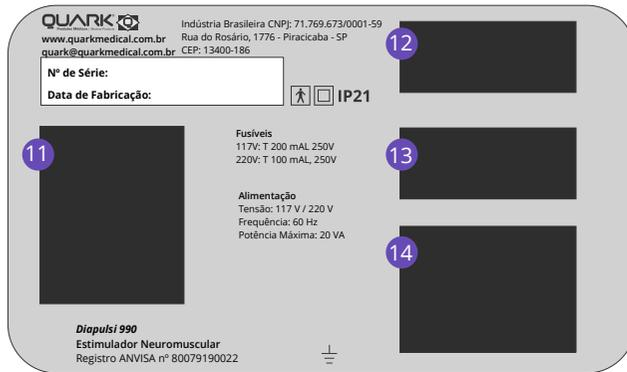 QUARK
www.quarkmedical.com.br
quark@quarkmedical.com.br
Indústria Brasileira CNPJ: 71.769.673/0001-59
Rua do Rosário, 1776 - Piracicaba - SP
CEP: 13400-186
Nº de Série:
Data de Fabricação:
IP21
11
Fusíveis
117V: T 200 mAL 250V
220V: T 100 mAL, 250V
Alimentação
Tensão: 117 V / 220 V
Frequência: 60 Hz
Potência Máxima: 20 VA
12
13
14
Diapulsi 990
Estimulador Neuromuscular
Registro ANVISA nº 80079190022